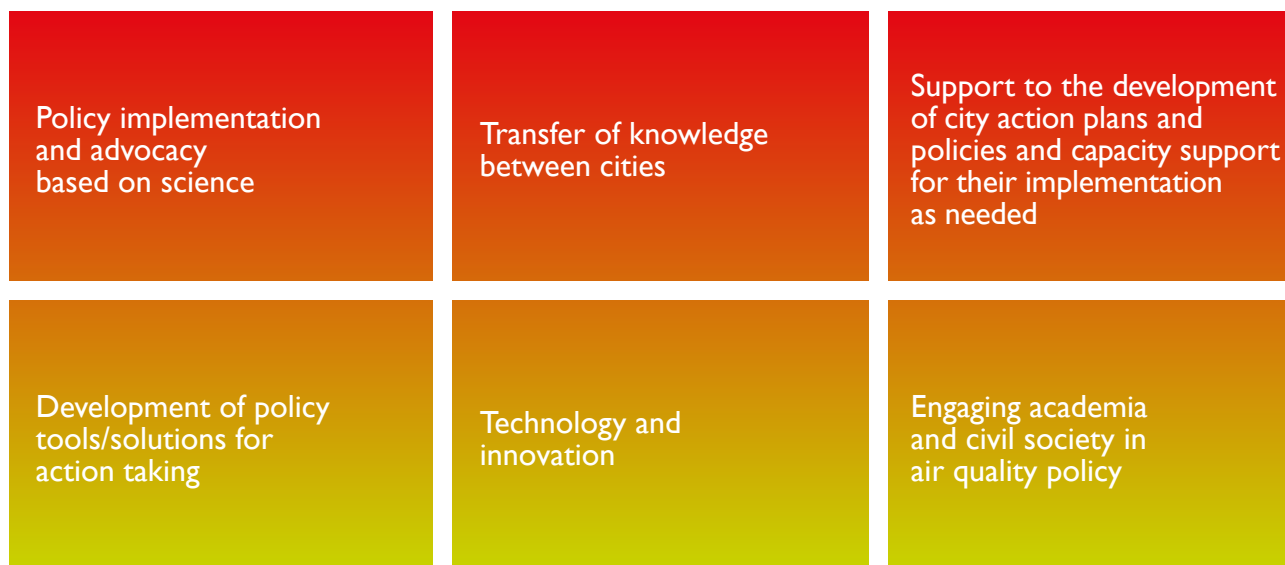 Policy implementation
and advocacy
based on science
Transfer of knowledge
between cities
Support to the development
of city action plans and
policies and capacity support
for their implementation
as needed
Development of policy
tools/solutions for
action taking
Technology and
innovation
Engaging academia
and civil society in
air quality policy